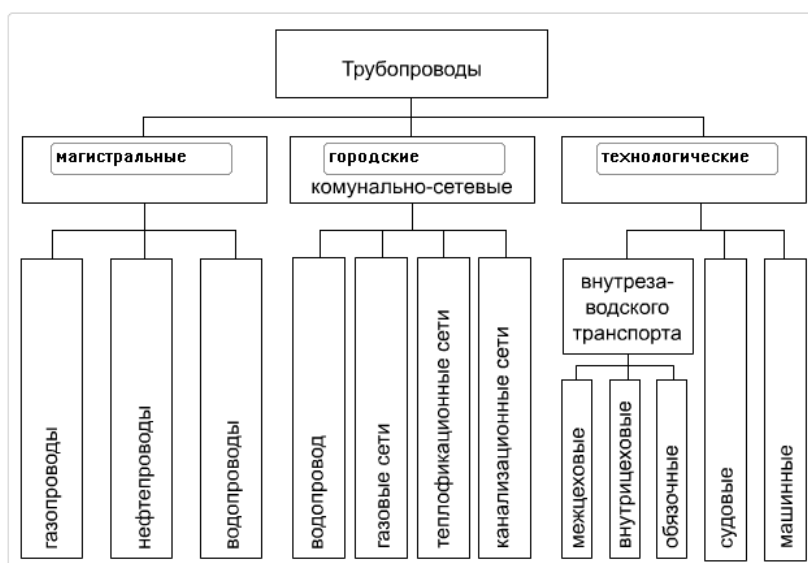 Трубопроводы
магистральные
городские
комунально-сетевые
технологические
газопроводы
нефтепроводы
водопроводы
водопровод
газовые сети
теплофикационные сети
канализационные сети
внутреза-
водского
транспорта
межцеховые
внутрицеховые
обязочные
судовые
машинные